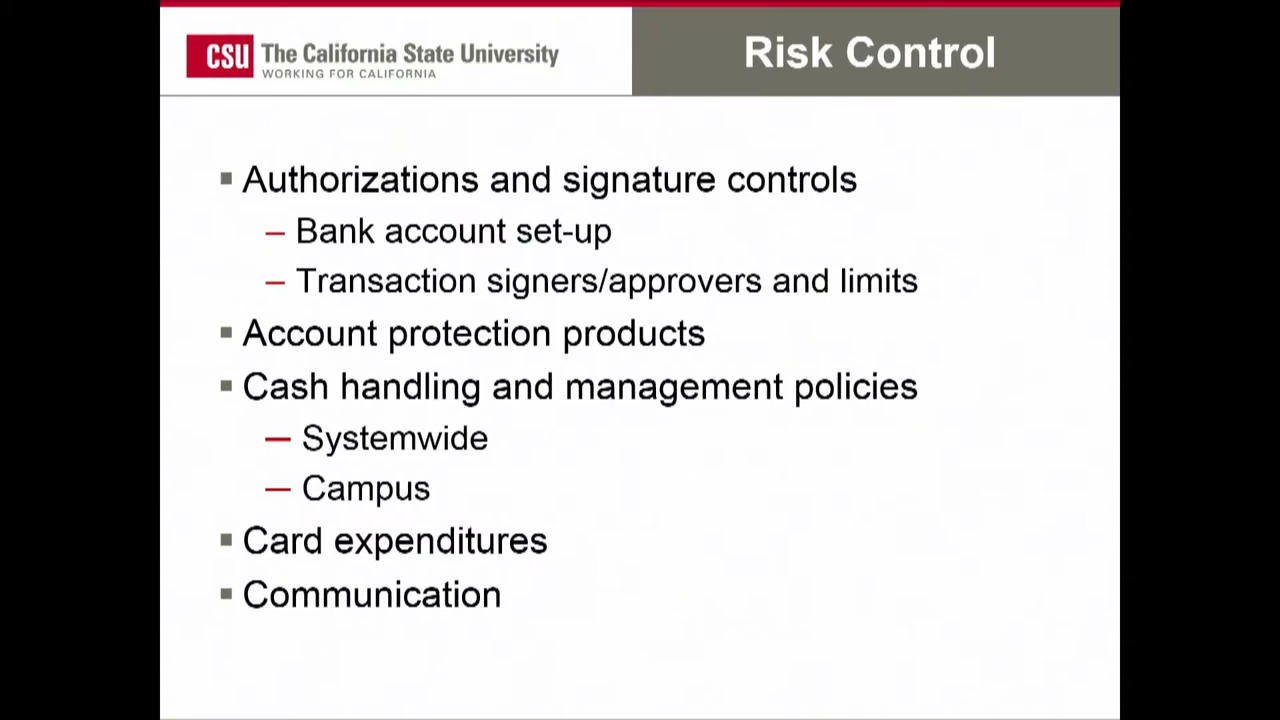 CSU The California State University
WORKING FOR CALIFORNIA
Risk Control
▪ Authorizations and signature controls
– Bank account set-up
– Transaction signers/approvers and limits
▪ Account protection products
▪ Cash handling and management policies
— Systemwide
— Campus
▪ Card expenditures
▪ Communication